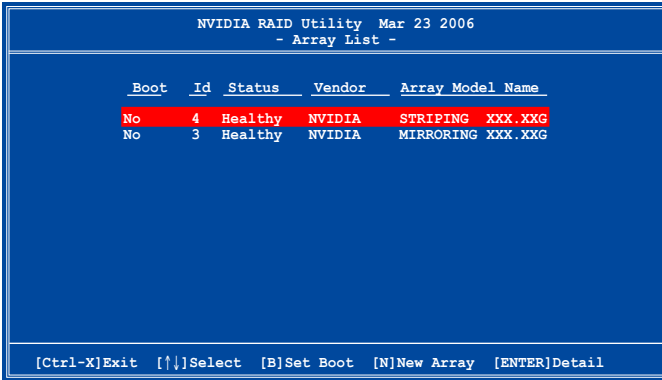 NVIDIA RAID Utility  Mar 23 2006
- Array List -
Boot  Id  Status  Vendor  Array Model Name
No  4  Healthy  NVIDIA  STRIPING  XXX.XXG
No  3  Healthy  NVIDIA  MIRRORING XXX.XXG
[Ctrl-X]Exit  [↑↓]Select  [B]Set Boot  [N]New Array  [ENTER]Detail